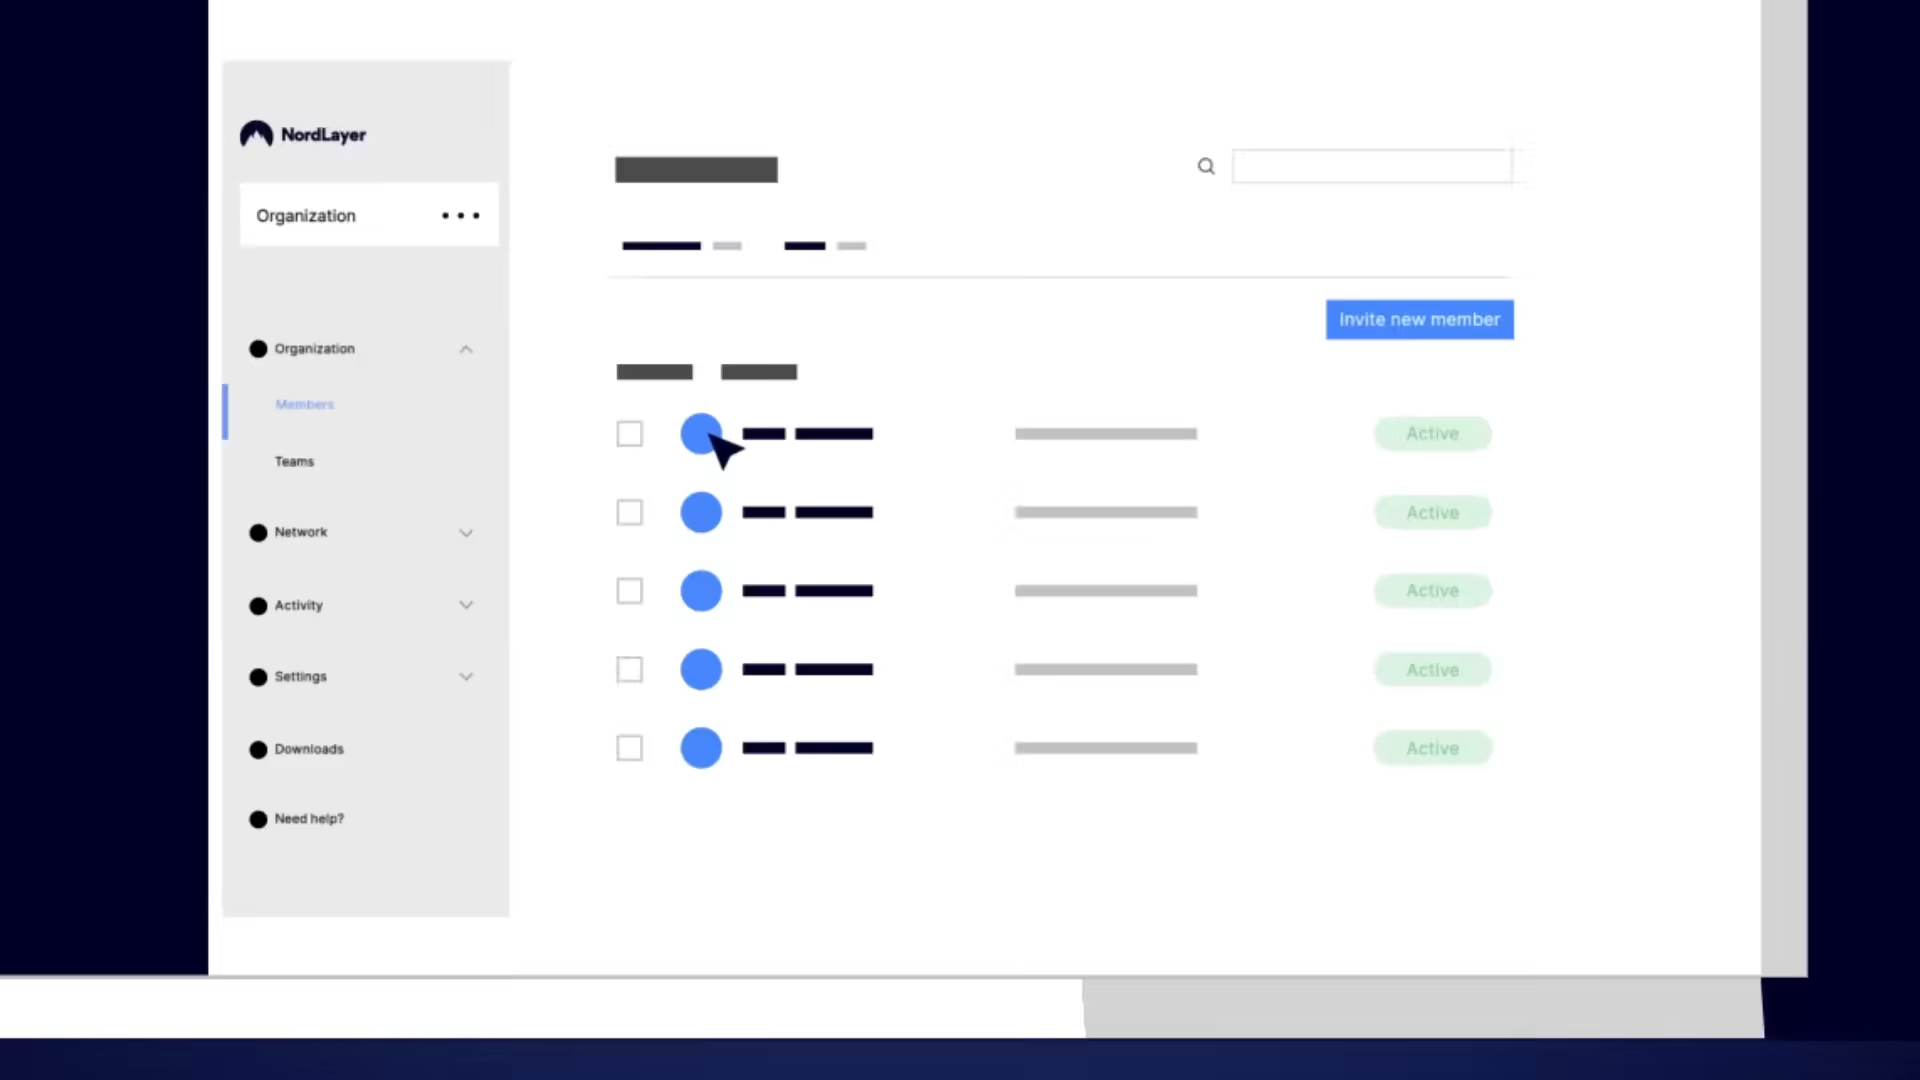 NordLayer
Organization
Organization
Members
Teams
Network
Activity
Settings
Downloads
Need help?
Invite new member
Active
Active
Active
Active
Active